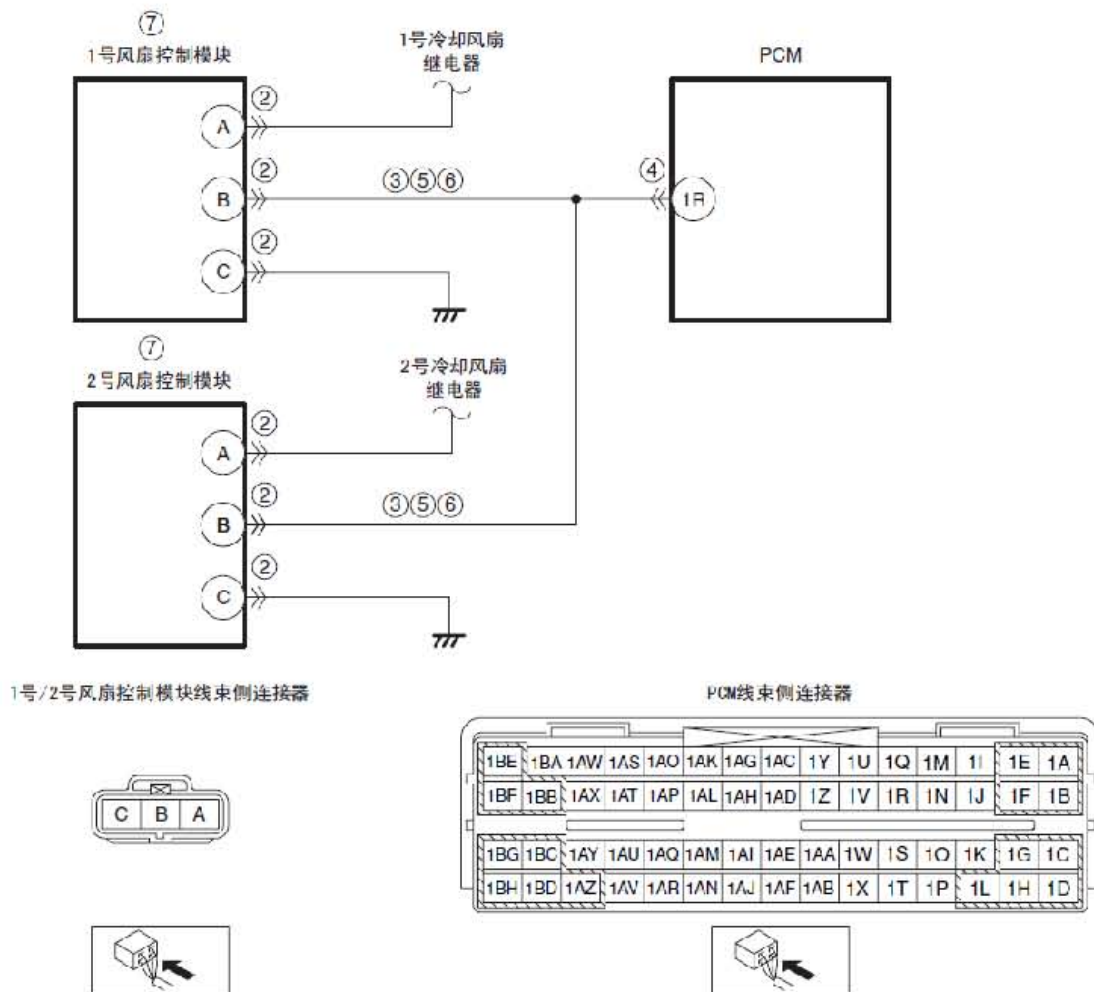 ⑦
1号风扇控制模块
1号冷却风扇
继电器
PCM
②
A
②
③⑤⑥
④
B
1R
②
C
⑦
2号风扇控制模块
2号冷却风扇
继电器
②
A
②
③⑤⑥
B
②
C
1号/2号风扇控制模块线束侧连接器
PCM线束侧连接器
C B A
1BE 1BA 1AW 1AS 1AO 1AK 1AG 1AC 1Y 1U 1Q 1M 1I 1E 1A
1BF 1BB 1AX 1AT 1AP 1AL 1AH 1AD 1Z 1V 1R 1N 1J 1F 1B
1BG 1BC 1AY 1AU 1AQ 1AM 1AI 1AE 1AA 1W 1S 1O 1K 1G 1C
1BH 1BD 1AZ 1AV 1AR 1AN 1AJ 1AF 1AB 1X 1T 1P 1L 1H 1D